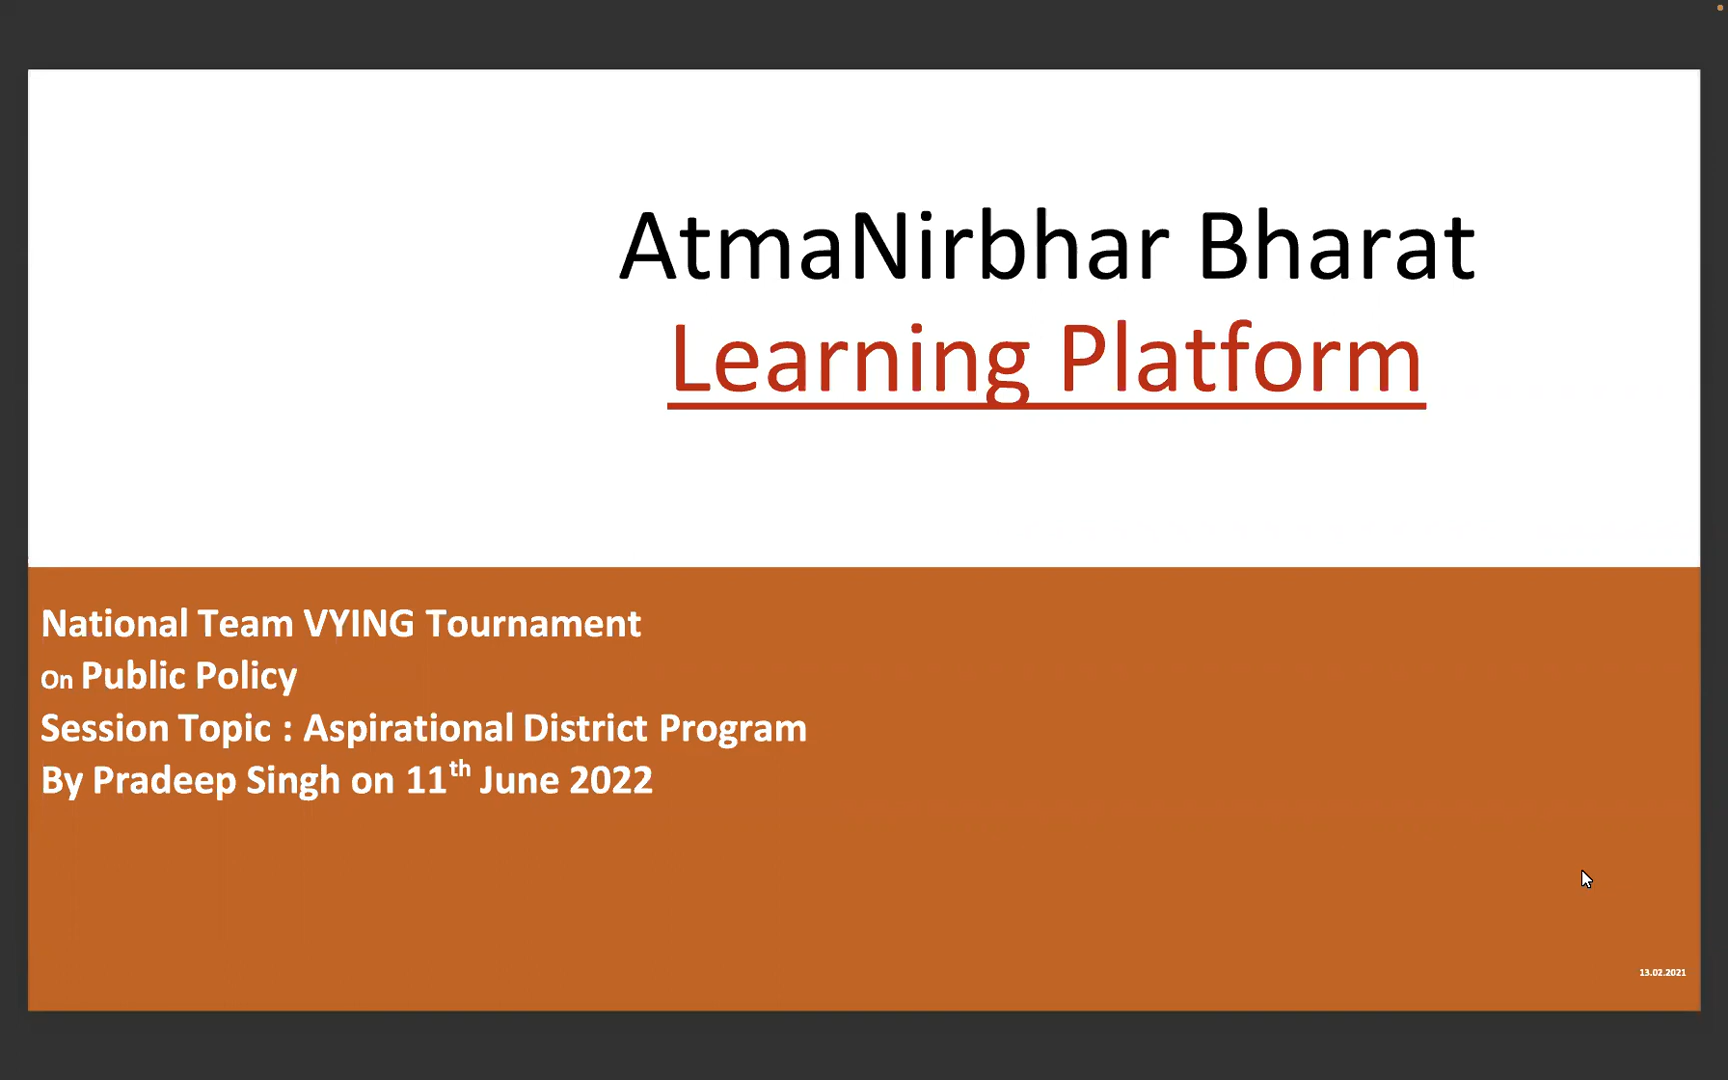 AtmaNirbhar Bharat
Learning Platform
National Team VYING Tournament
On Public Policy
Session Topic : Aspirational District Program
By Pradeep Singh on 11th June 2022
13.02.2021